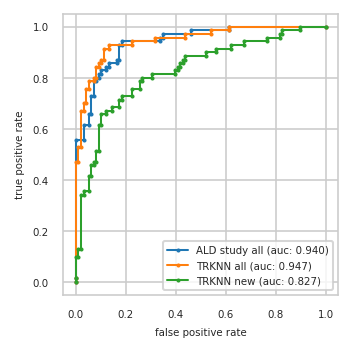 true positive rate
1.0
0.8
0.6
0.4
0.2
0.0
ALD study all (auc: 0.940)
TRKNN all (auc: 0.947)
TRKNN new (auc: 0.827)
0.0 0.2 0.4 0.6 0.8 1.0
false positive rate